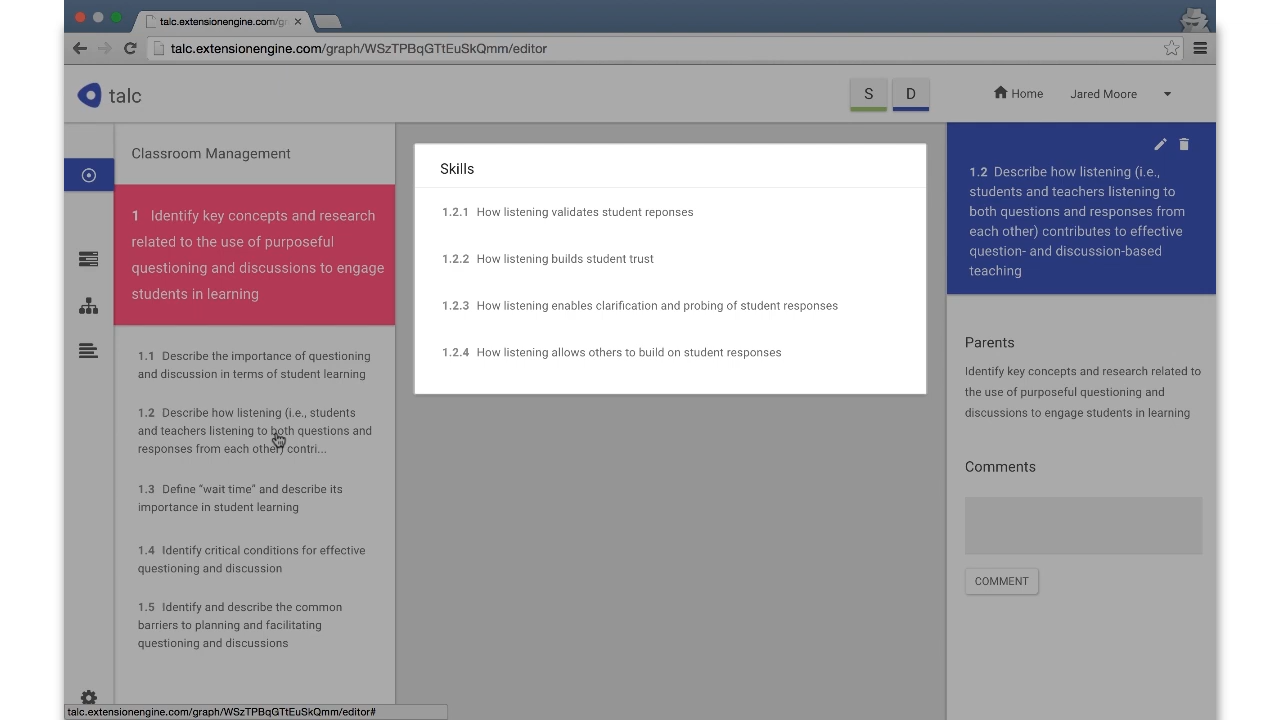 talc.extensionengine.com/gr
talc.extensionengine.com/graph/WSzTPBqGTtEuSkQmm/editor
talc
S
D
Home
Jared Moore
Classroom Management
1 Identify key concepts and research
related to the use of purposeful
questioning and discussions to engage
students in learning
1.1 Describe the importance of questioning
and discussion in terms of student learning
1.2 Describe how listening (i.e., students
and teachers listening to both questions and
responses from each other) contri...
1.3 Define “wait time” and describe its
importance in student learning
1.4 Identify critical conditions for effective
questioning and discussion
1.5 Identify and describe the common
barriers to planning and facilitating
questioning and discussions
Skills
1.2.1 How listening validates student reponses
1.2.2 How listening builds student trust
1.2.3 How listening enables clarification and probing of student responses
1.2.4 How listening allows others to build on student responses
1.2 Describe how listening (i.e.,
students and teachers listening to
both questions and responses from
each other) contributes to effective
question- and discussion-based
teaching
Parents
Identify key concepts and research related to
the use of purposeful questioning and
discussions to engage students in learning
Comments
COMMENT
talc.extensionengine.com/graph/WSzTPBqGTtEuSkQmm/editor#